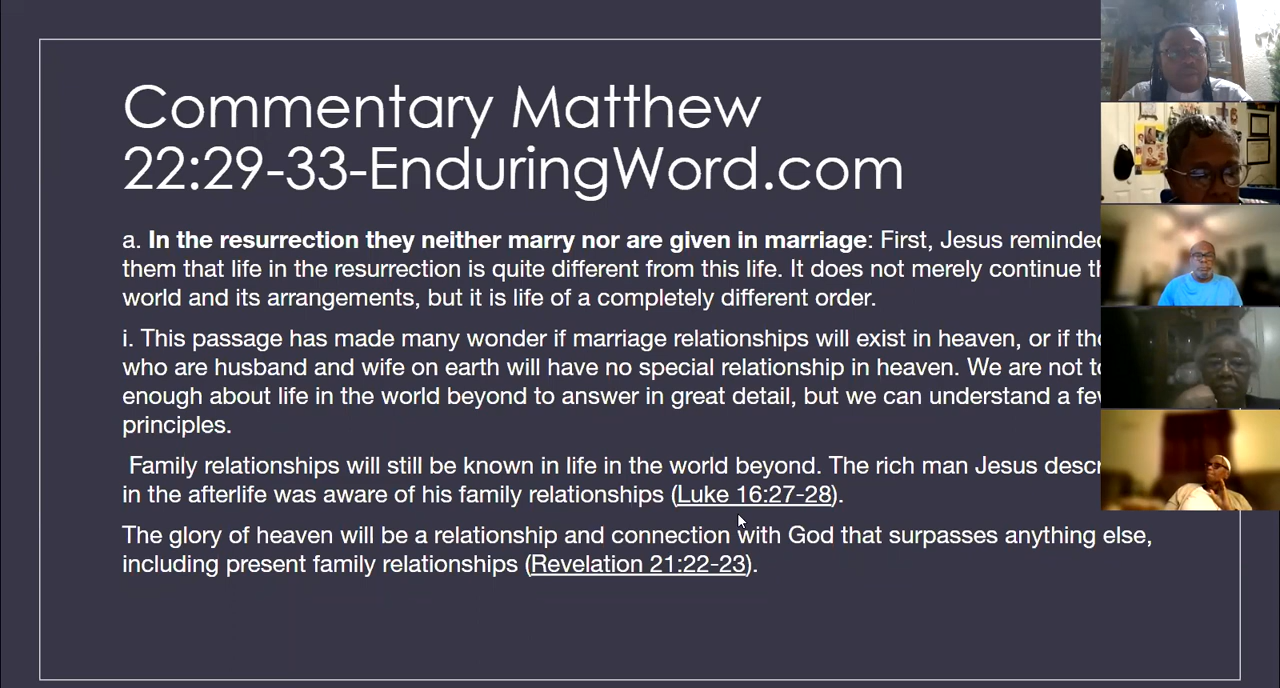 Commentary Matthew
22:29-33-EnduringWord.com
a. In the resurrection they neither marry nor are given in marriage: First, Jesus reminded
them that life in the resurrection is quite different from this life. It does not merely continue
world and its arrangements, but it is life of a completely different order.
i. This passage has made many wonder if marriage relationships will exist in heaven, or if
who are husband and wife on earth will have no special relationship in heaven. We are not
enough about life in the world beyond to answer in great detail, but we can understand a few
principles.
Family relationships will still be known in life in the world beyond. The rich man Jesus
in the afterlife was aware of his family relationships (Luke 16:27-28).
The glory of heaven will be a relationship and connection with God that surpasses anything else,
including present family relationships (Revelation 21:22-23).